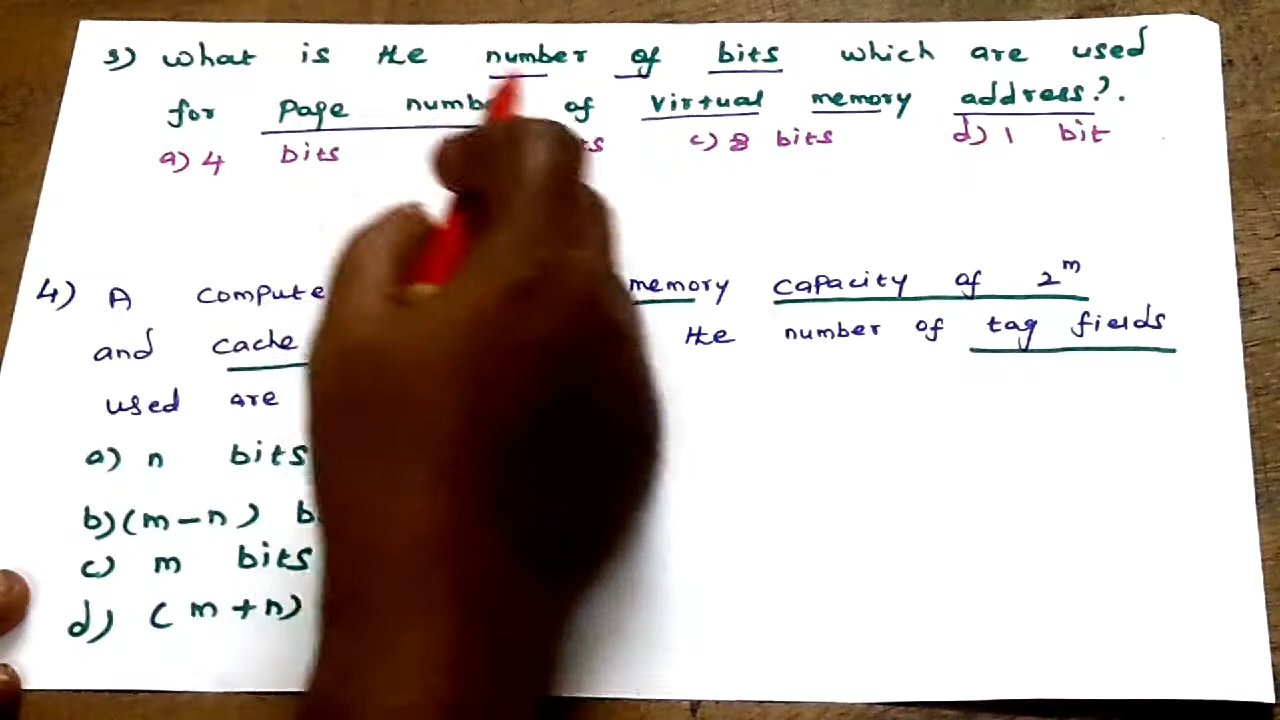 3) what is the number of bits which are used
for page numb of virtual memory address?.
a) 4 bits ts c) 8 bits d) 1 bit
4) A compute memory capacity of 2^m
and cache the number of tag fields
used are
a) n bits
b) (m-n) b
c) m bits
d) (m+n)